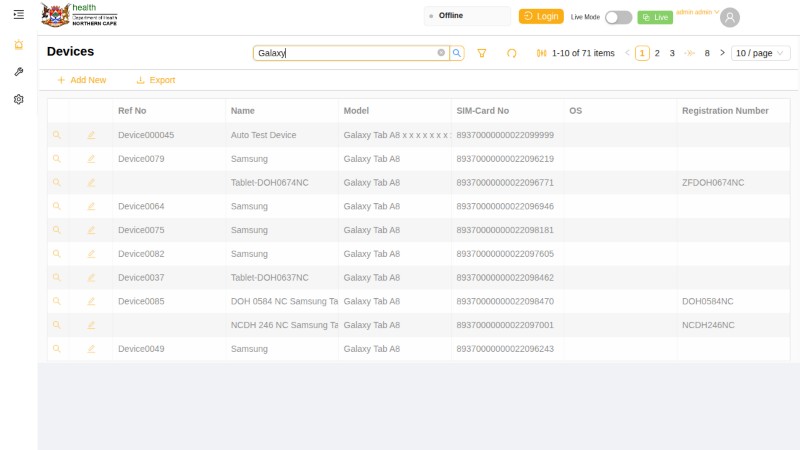 health
Department of Health
NORTHERN CAPE
Offline
Login
Live Mode
Live
admin admin
Devices
Galaxy
1-10 of 71 items
1
2
3
8
10 / page
Add New
Export
Ref No Name Model SIM-Card No OS Registration Number
Device000045 Auto Test Device Galaxy Tab A8 x x x x x x x 89370000000022099999
Device0079 Samsung Galaxy Tab A8 89370000000022096219
Tablet-DOH0674NC Galaxy Tab A8 89370000000022096771 ZFDOH0674NC
Device0064 Samsung Galaxy Tab A8 89370000000022096946
Device0075 Samsung Galaxy Tab A8 89370000000022098181
Device0082 Samsung Galaxy Tab A8 89370000000022097605
Device0037 Tablet-DOH0637NC Galaxy Tab A8 89370000000022098462
Device0085 DOH 0584 NC Samsung Ta Galaxy Tab A8 89370000000022098470 DOH0584NC
NCDH 246 NC Samsung Ta Galaxy Tab A8 89370000000022097001 NCDH246NC
Device0049 Samsung Galaxy Tab A8 89370000000022096243